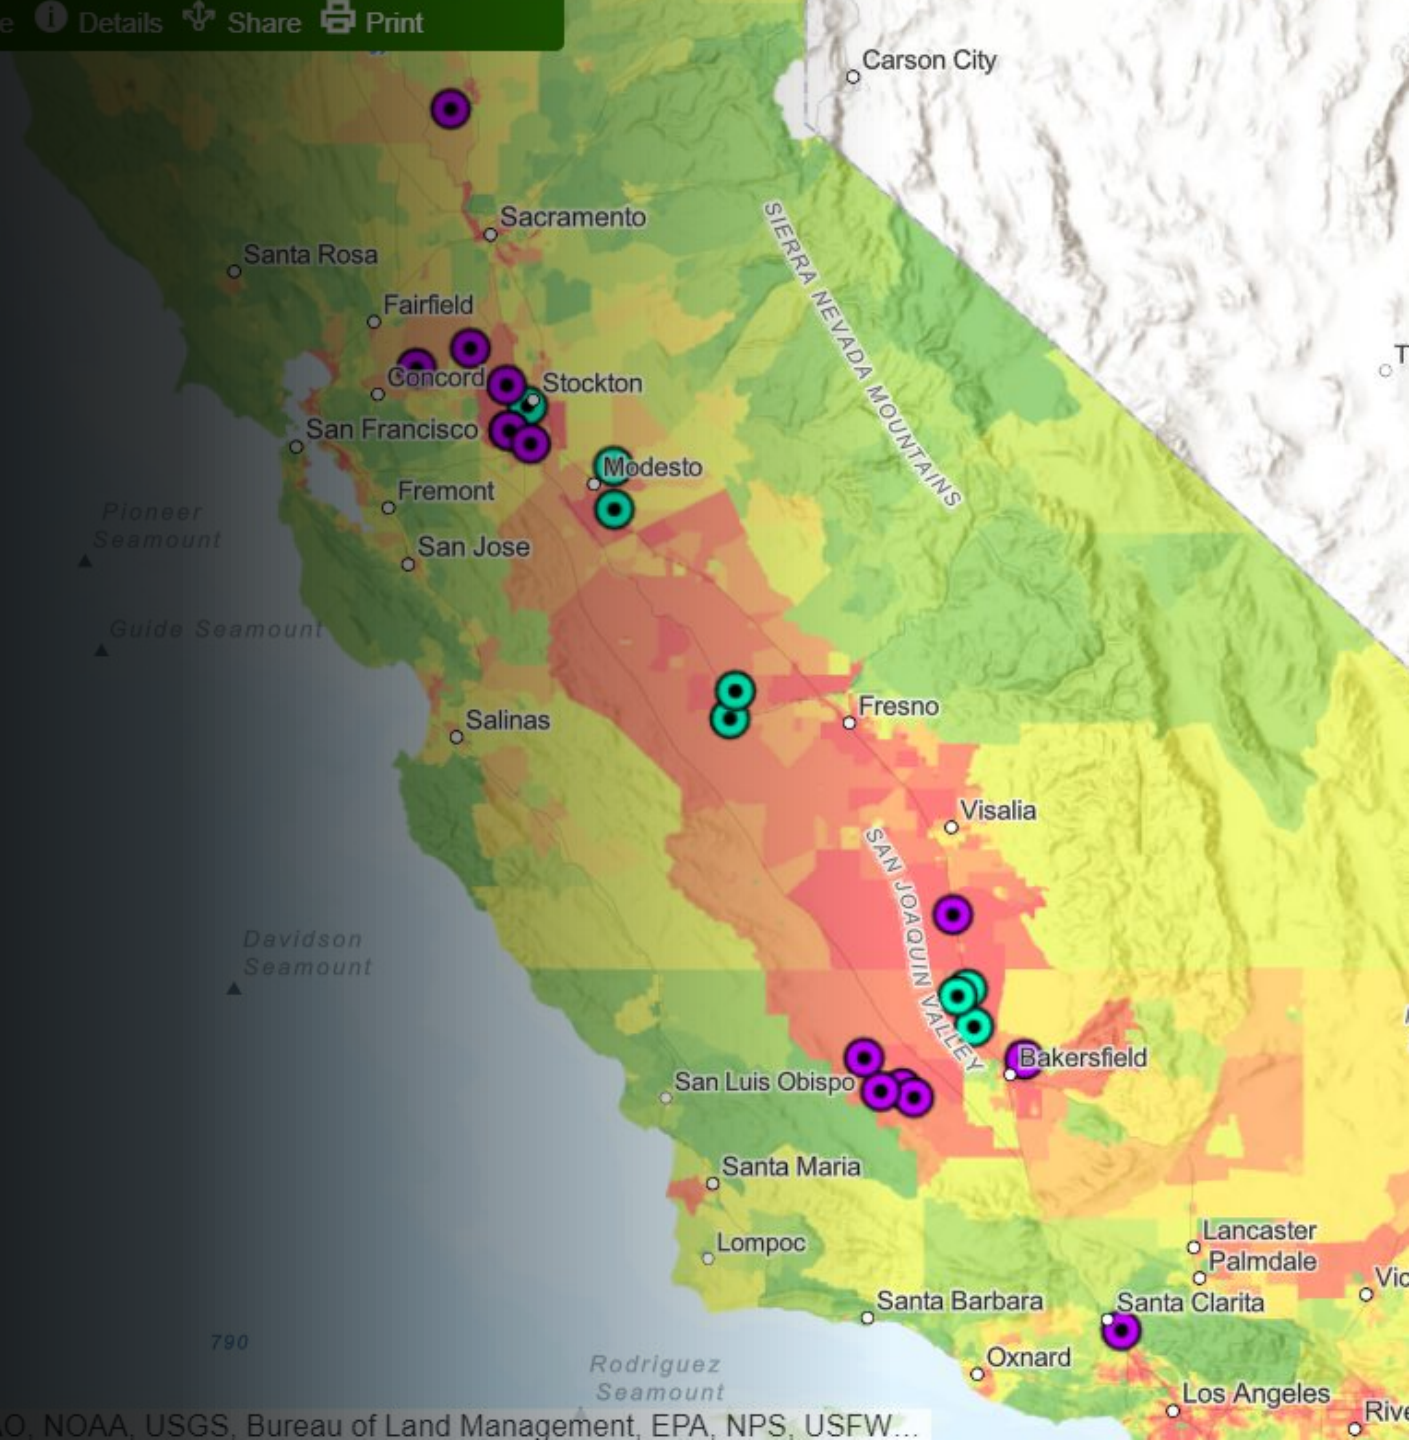 Details Share Print
Carson City
Sacramento
Santa Rosa
Fairfield
Concord
Stockton
San Francisco
Modesto
Fremont
San Jose
SIERRA NEVADA MOUNTAINS
Pioneer
Seamount
Guide Seamount
Salinas
Fresno
Visalia
SAN JOAQUIN VALLEY
Davidson
Seamount
Bakersfield
San Luis Obispo
Santa Maria
Lompoc
Lancaster
Palmdale
Vic
Santa Barbara
Santa Clarita
790
Rodriguez
Seamount
Oxnard
Los Angeles
Rive
O, NOAA, USGS, Bureau of Land Management, EPA, NPS, USFW...